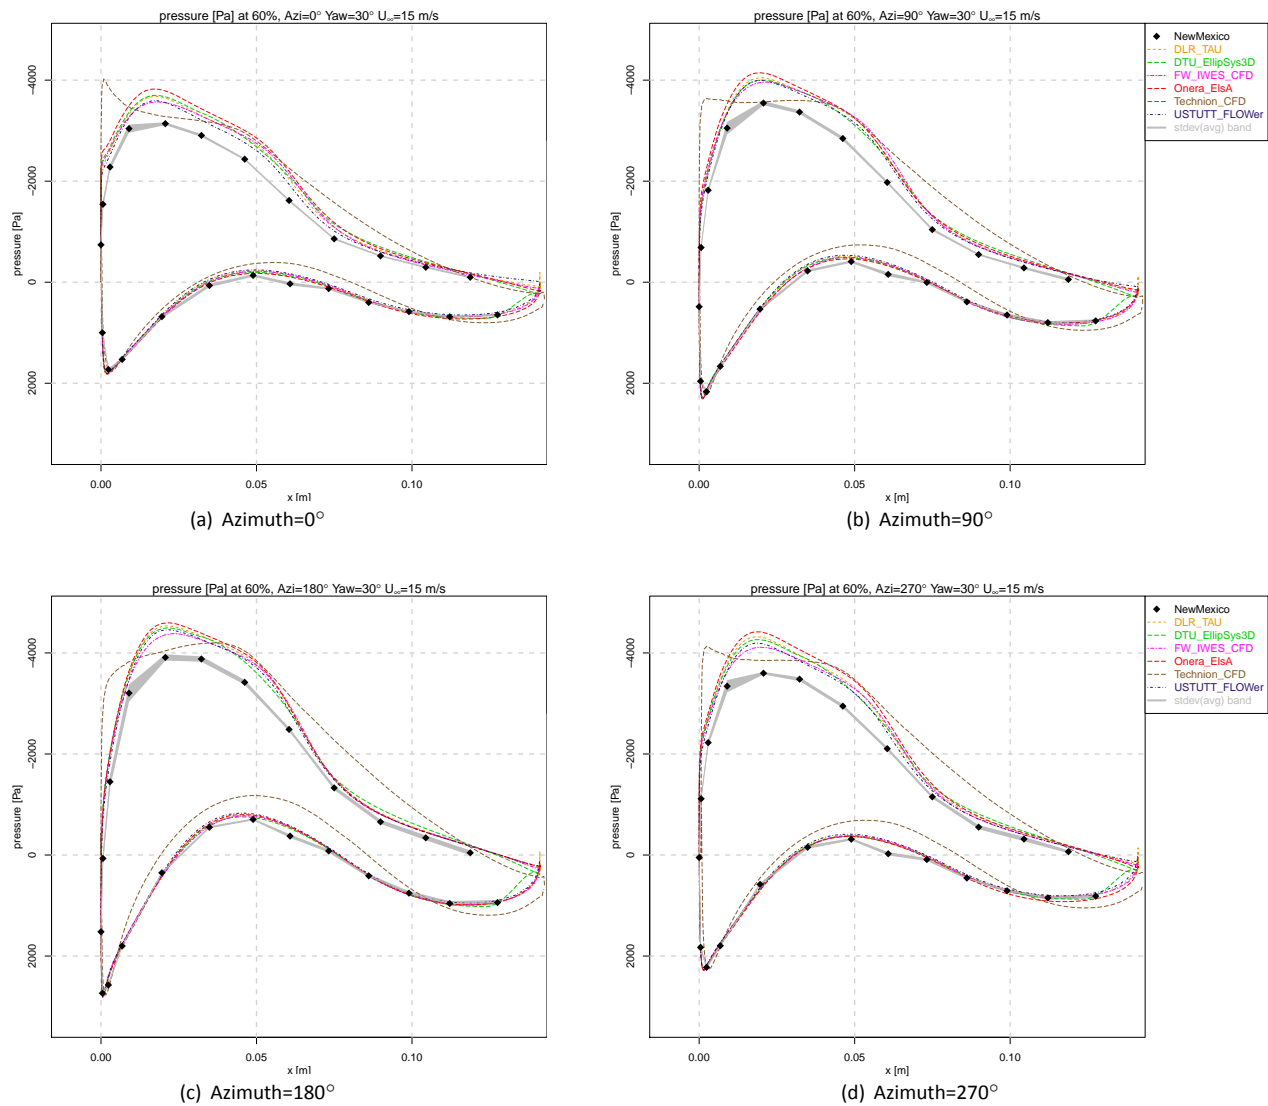 pressure [Pa] at 60%, Azi=0° Yaw=30° U∞=15 m/s
pressure [Pa]
-4000
-2000
0
2000
0.00
0.05
0.10
x [m]
(a) Azimuth=0°
pressure [Pa] at 60%, Azi=90° Yaw=30° U∞=15 m/s
pressure [Pa]
-4000
-2000
0
2000
0.00
0.05
0.10
x [m]
NewMexico
DLR_TAU
DTU_EllipSys3D
FW_IWES_CFD
Onera_ElsA
Technion_CFD
USTUTT_FLOWer
stdev(avg) band
(b) Azimuth=90°
pressure [Pa] at 60%, Azi=180° Yaw=30° U∞=15 m/s
pressure [Pa]
-4000
-2000
0
2000
0.00
0.05
0.10
x [m]
(c) Azimuth=180°
pressure [Pa] at 60%, Azi=270° Yaw=30° U∞=15 m/s
pressure [Pa]
-4000
-2000
0
2000
0.00
0.05
0.10
x [m]
NewMexico
DLR_TAU
DTU_EllipSys3D
FW_IWES_CFD
Onera_ElsA
Technion_CFD
USTUTT_FLOWer
stdev(avg) band
(d) Azimuth=270°